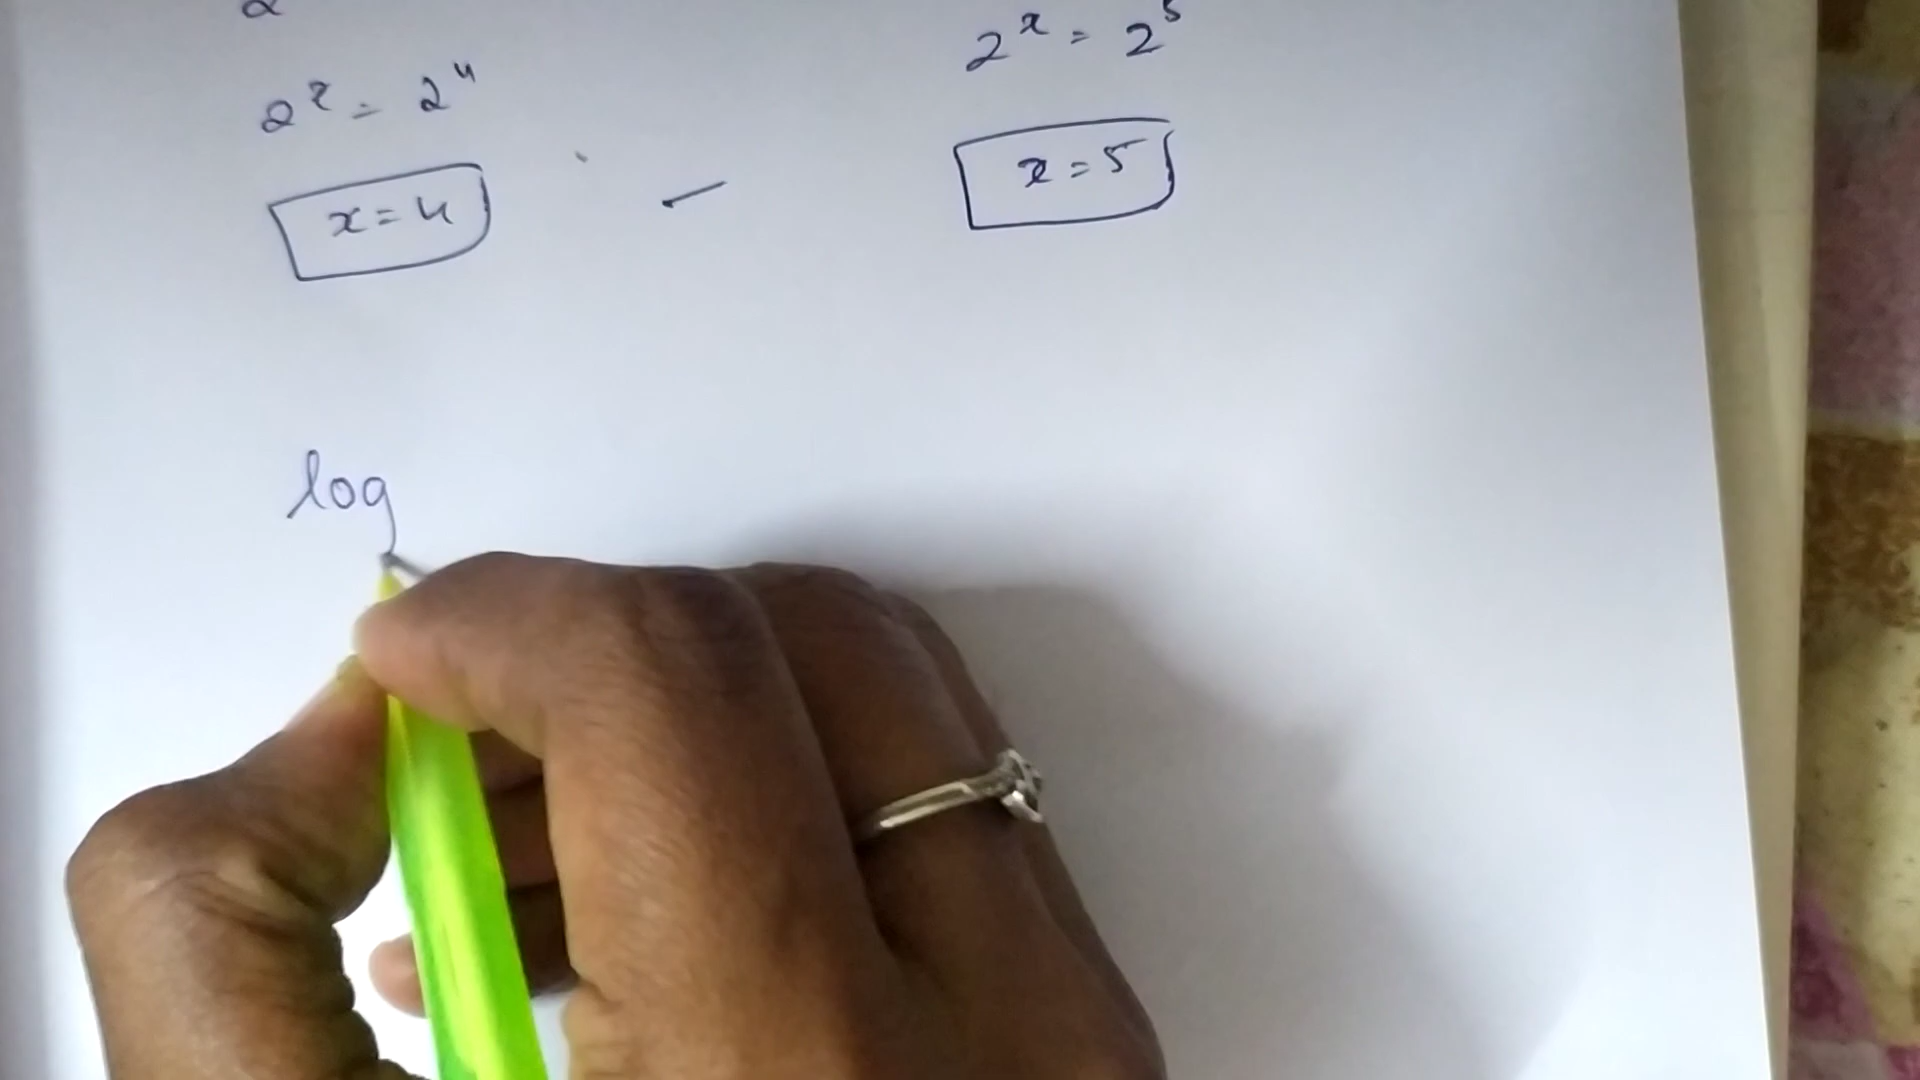 2^x = 2^4
x = 4
2^x = 2^5
x = 5
log